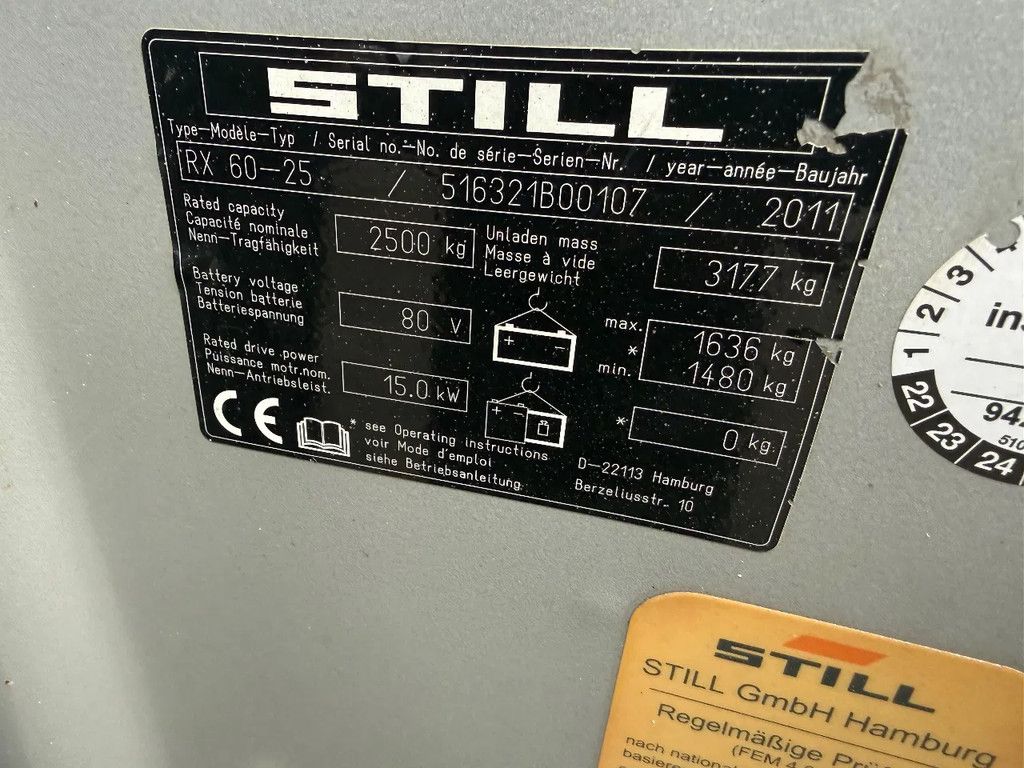 STILL
Type-Modèle-Typ / Serial no.-No. de série-Serien-Nr. / year-année-Baujahr
RX 60-25 / 516321B00107 / 2011
Rated capacity
Capacité nominale
Nenn-Tragfähigkeit
2500 kg
Unladen mass
Masse à vide
Leergewicht
3177 kg
Battery voltage
Tension batterie
Batteriespannung
80 V
+ -
max.
*
min.
1636 kg
1480 kg
Rated drive power
Puissance motr.nom.
Nenn-Antriebsleist.
15.0 kW
+ -
*
0 kg
CE
* see Operating instructions
voir Mode d'emploi
siehe Betriebsanleitung
D-22113 Hamburg
Berzeliusstr. 10
1 2 3
22 23 24
STILL
STILL GmbH Hamburg
Regelmäßige
nach